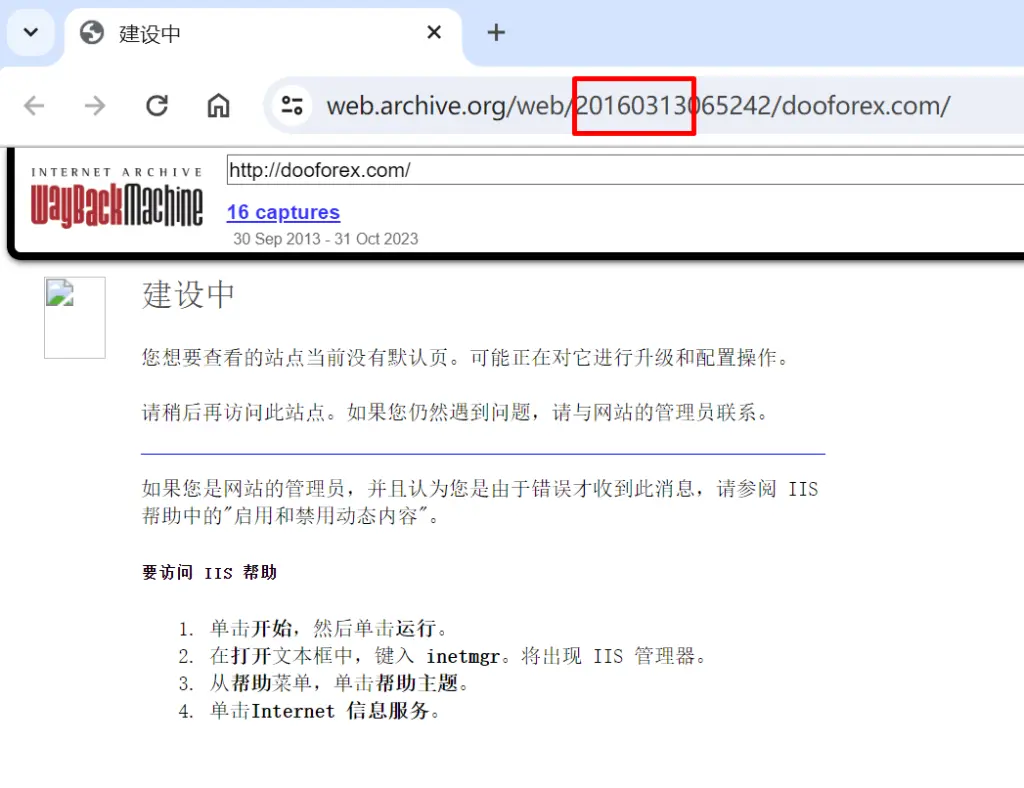 建设中
web.archive.org/web/20160313065242/dooforex.com/
INTERNET ARCHIVE
WayBackMachine
http://dooforex.com/
16 captures
30 Sep 2013 - 31 Oct 2023
建设中
您想要查看的站点当前没有默认页。可能正在对它进行升级和配置操作。
请稍后再访问此站点。如果您仍然遇到问题，请与网站的管理员联系。
如果您是网站的管理员，并且认为您是由于错误才收到此消息，请参阅 IIS
帮助中的"启用和禁用动态内容"。
要访问 IIS 帮助
1. 单击开始，然后单击运行。
2. 在打开文本框中，键入 inetmgr。将出现 IIS 管理器。
3. 从帮助菜单，单击帮助主题。
4. 单击Internet 信息服务。